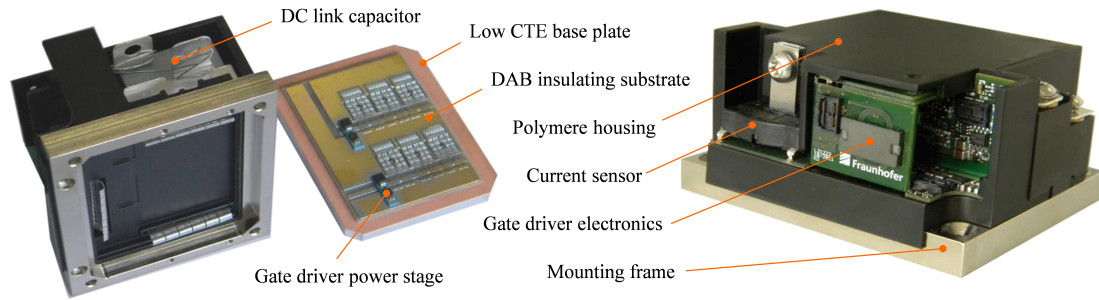 DC link capacitor
Low CTE base plate
DAB insulating substrate
Polymere housing
Current sensor
Fraunhofer
Gate driver electronics
Gate driver power stage
Mounting frame